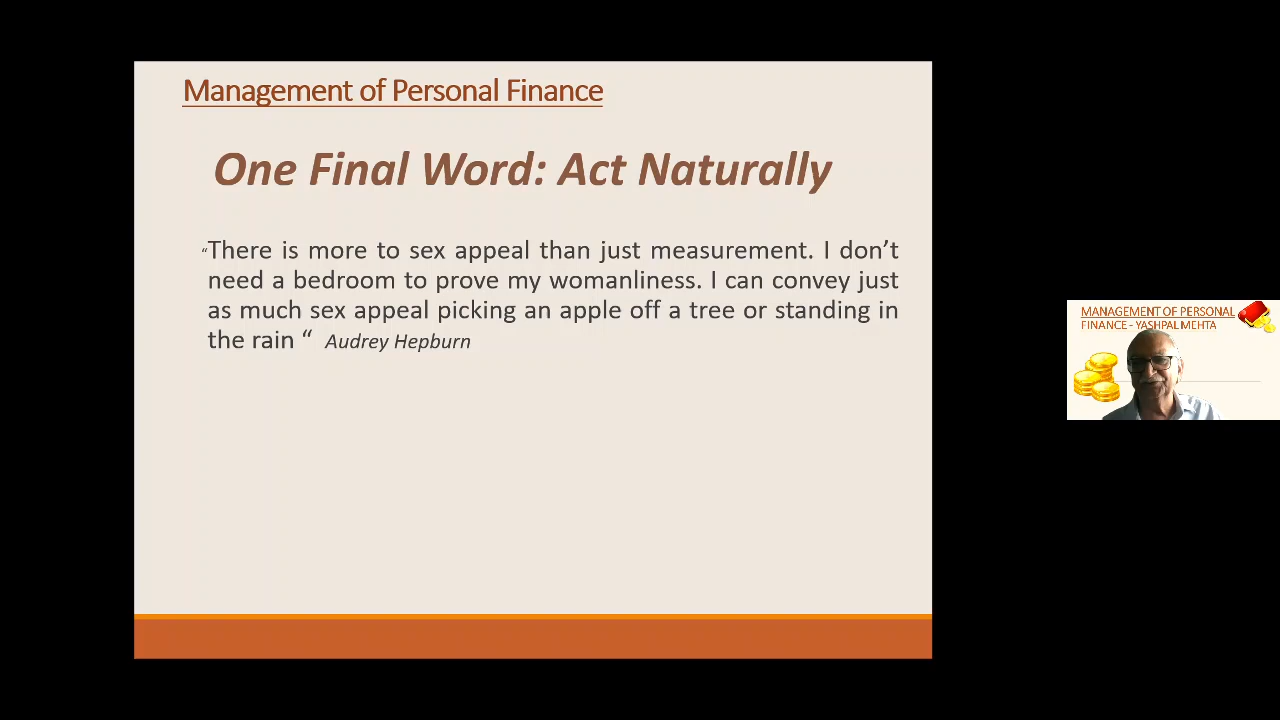 Management of Personal Finance
One Final Word: Act Naturally
“There is more to sex appeal than just measurement. I don’t
need a bedroom to prove my womanliness. I can convey just
as much sex appeal picking an apple off a tree or standing in
the rain “ Audrey Hepburn
MANAGEMENT OF PERSONAL
FINANCE - YASHPAL MEHTA